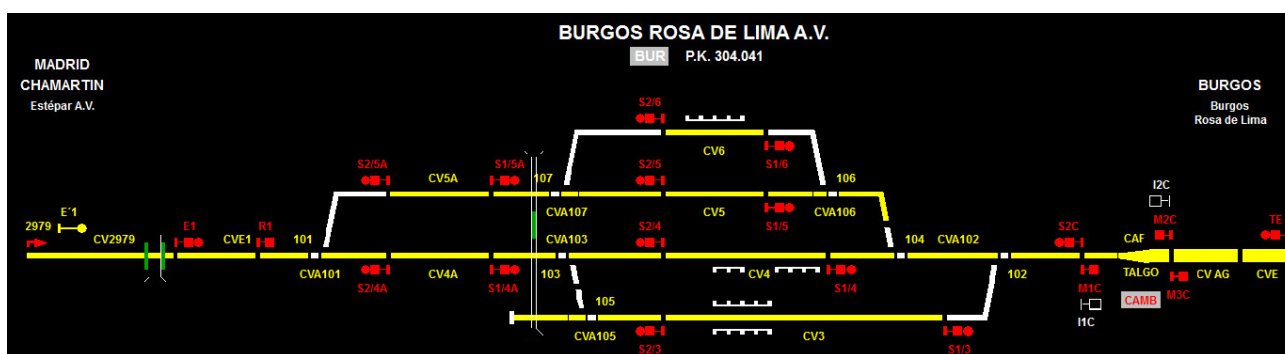 BURGOS ROSA DE LIMA A.V.
BUR P.K. 304.041
MADRID
CHAMARTIN
Estépar A.V.
BURGOS
Burgos
Rosa de Lima
S2/6
CV6
S1/6
S2/5A
CV5A
S1/5A
107
S2/5
106
CVA107
CV5
S1/5
CVA106
I2C
M2C
TE
E'1
2979
CV2979
E1
CVE1
R1
101
CVA101
S2/4A
CV4A
S1/4A
CVA103
103
S2/4
CV4
S1/4
104
CVA102
102
S2C
CAF
TALGO
CAMB
M1C
I1C
M3C
CV AG
CVE
105
CVA105
S2/3
CV3
S1/3